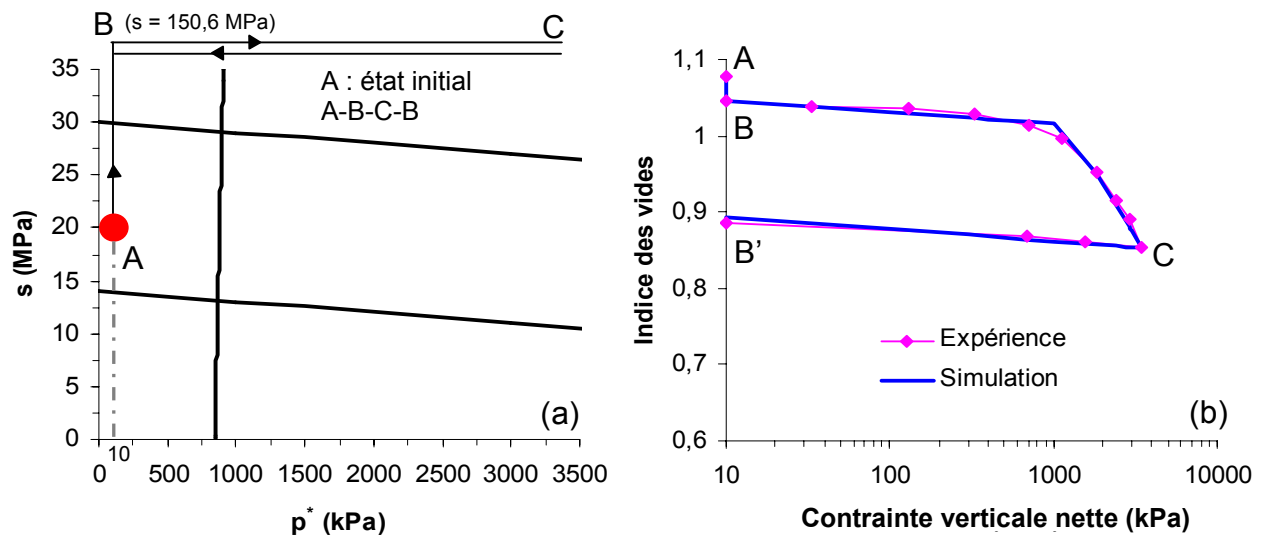 B (s = 150,6 MPa) C
A : état initial
A-B-C-B
35
30
25
20
15
10
5
0
s (MPa)
A
10
(a)
0 500 1000 1500 2000 2500 3000 3500
p* (kPa)
1,1
1
0,9
0,8
0,7
0,6
Indice des vides
A
B
B'
C
Expérience
Simulation
(b)
10 100 1000 10000
Contrainte verticale nette (kPa)